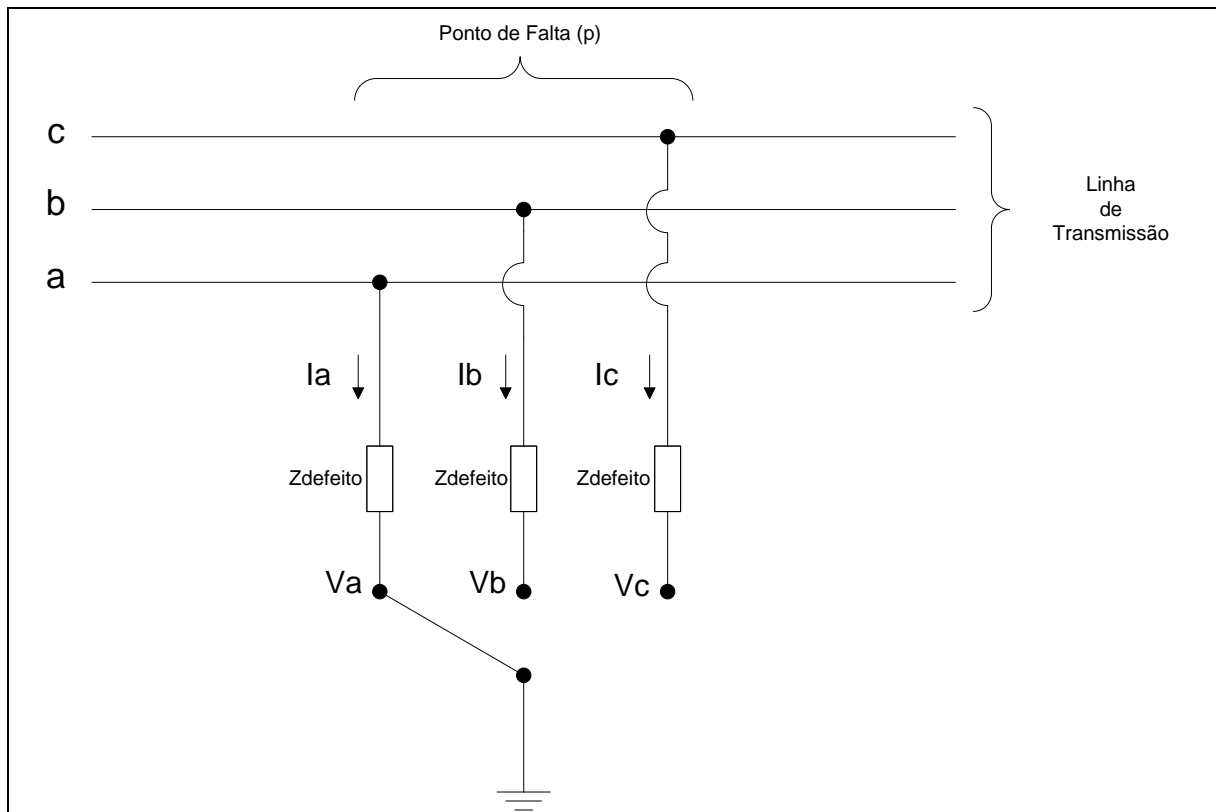 Ponto de Falta (p)
c
b
a
Linha
de
Transmissão
Ia
Ib
Ic
Zdefeito
Zdefeito
Zdefeito
Va
Vb
Vc